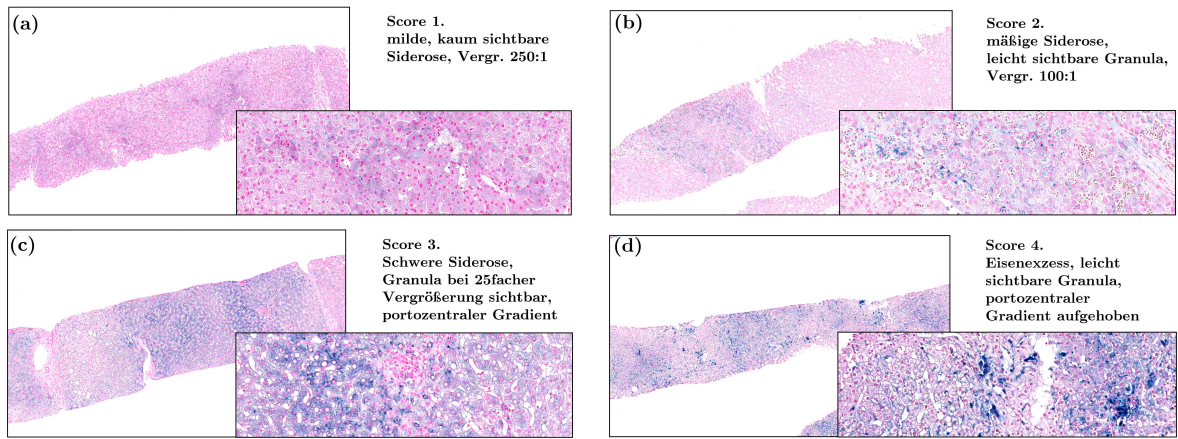 (a)
Score 1.
milde, kaum sichtbare
Siderose, Vergr. 250:1
(b)
Score 2.
mäßige Siderose,
leicht sichtbare Granula,
Vergr. 100:1
(c)
Score 3.
Schwere Siderose,
Granula bei 25facher
Vergrößerung sichtbar,
portozentraler Gradient
(d)
Score 4.
Eisenexzess, leicht
sichtbare Granula,
portozentraler
Gradient aufgehoben